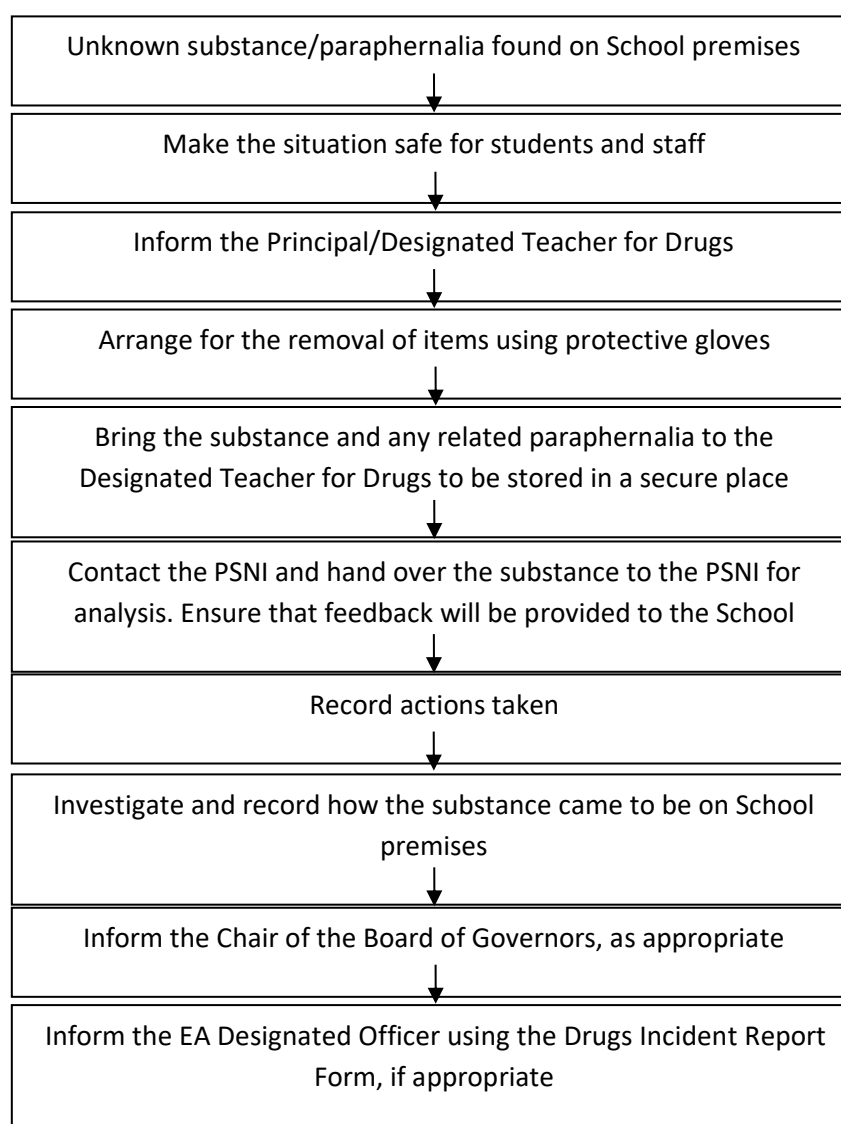 Unknown substance/paraphernalia found on School premises
Make the situation safe for students and staff
Inform the Principal/Designated Teacher for Drugs
Arrange for the removal of items using protective gloves
Bring the substance and any related paraphernalia to the
Designated Teacher for Drugs to be stored in a secure place
Contact the PSNI and hand over the substance to the PSNI for
analysis. Ensure that feedback will be provided to the School
Record actions taken
Investigate and record how the substance came to be on School
premises
Inform the Chair of the Board of Governors, as appropriate
Inform the EA Designated Officer using the Drugs Incident Report
Form, if appropriate